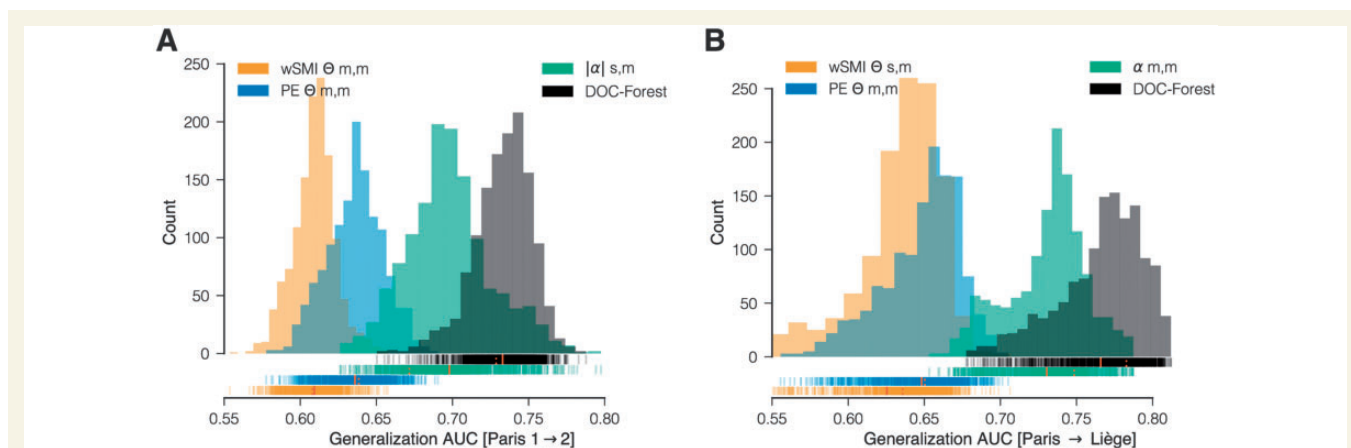 A
wSMI Θ m,m
PE Θ m,m
|α| s,m
DOC-Forest
250
200
150
100
50
0
Count
0.55 0.60 0.65 0.70 0.75 0.80
Generalization AUC [Paris 1 → 2]
B
wSMI Θ s,m
PE Θ m,m
α m,m
DOC-Forest
250
200
150
100
50
0
Count
0.55 0.60 0.65 0.70 0.75 0.80
Generalization AUC [Paris → Liège]